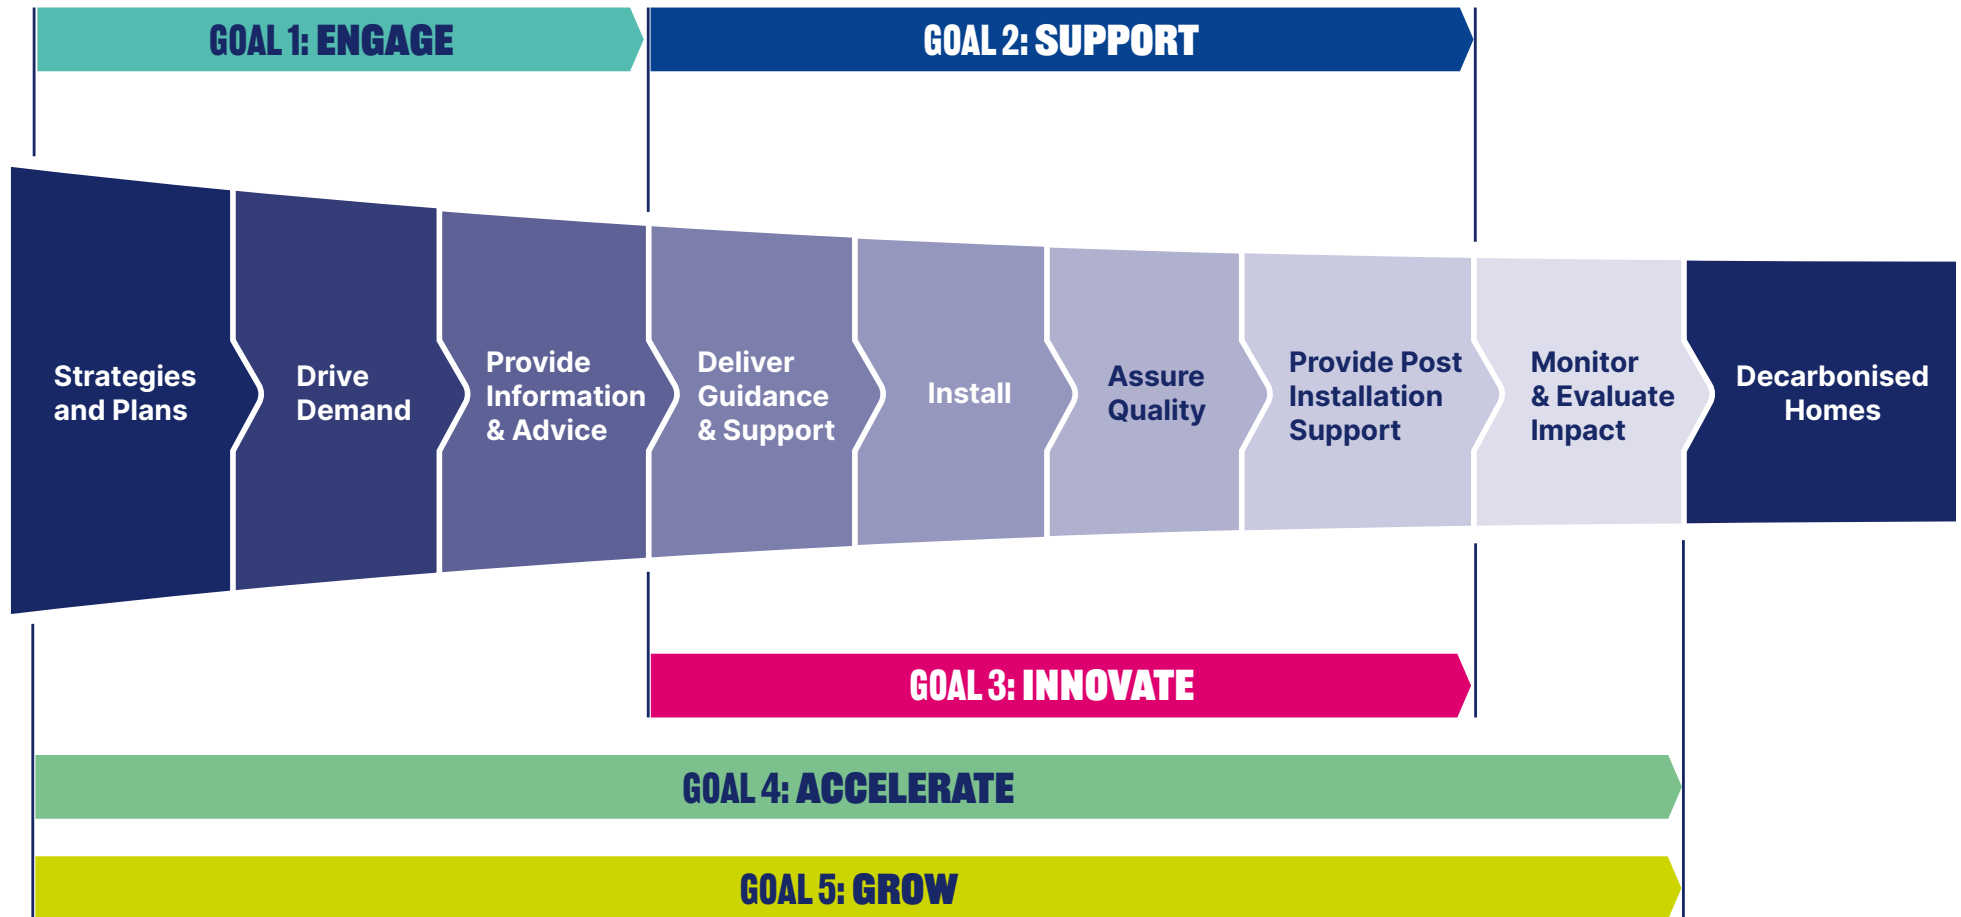 GOAL 1: ENGAGE
GOAL 2: SUPPORT
Strategies
and Plans
Drive
Demand
Provide
Information
& Advice
Deliver
Guidance
& Support
Install
Assure
Quality
Provide Post
Installation
Support
Monitor
& Evaluate
Impact
Decarbonised
Homes
GOAL 3: INNOVATE
GOAL 4: ACCELERATE
GOAL 5: GROW